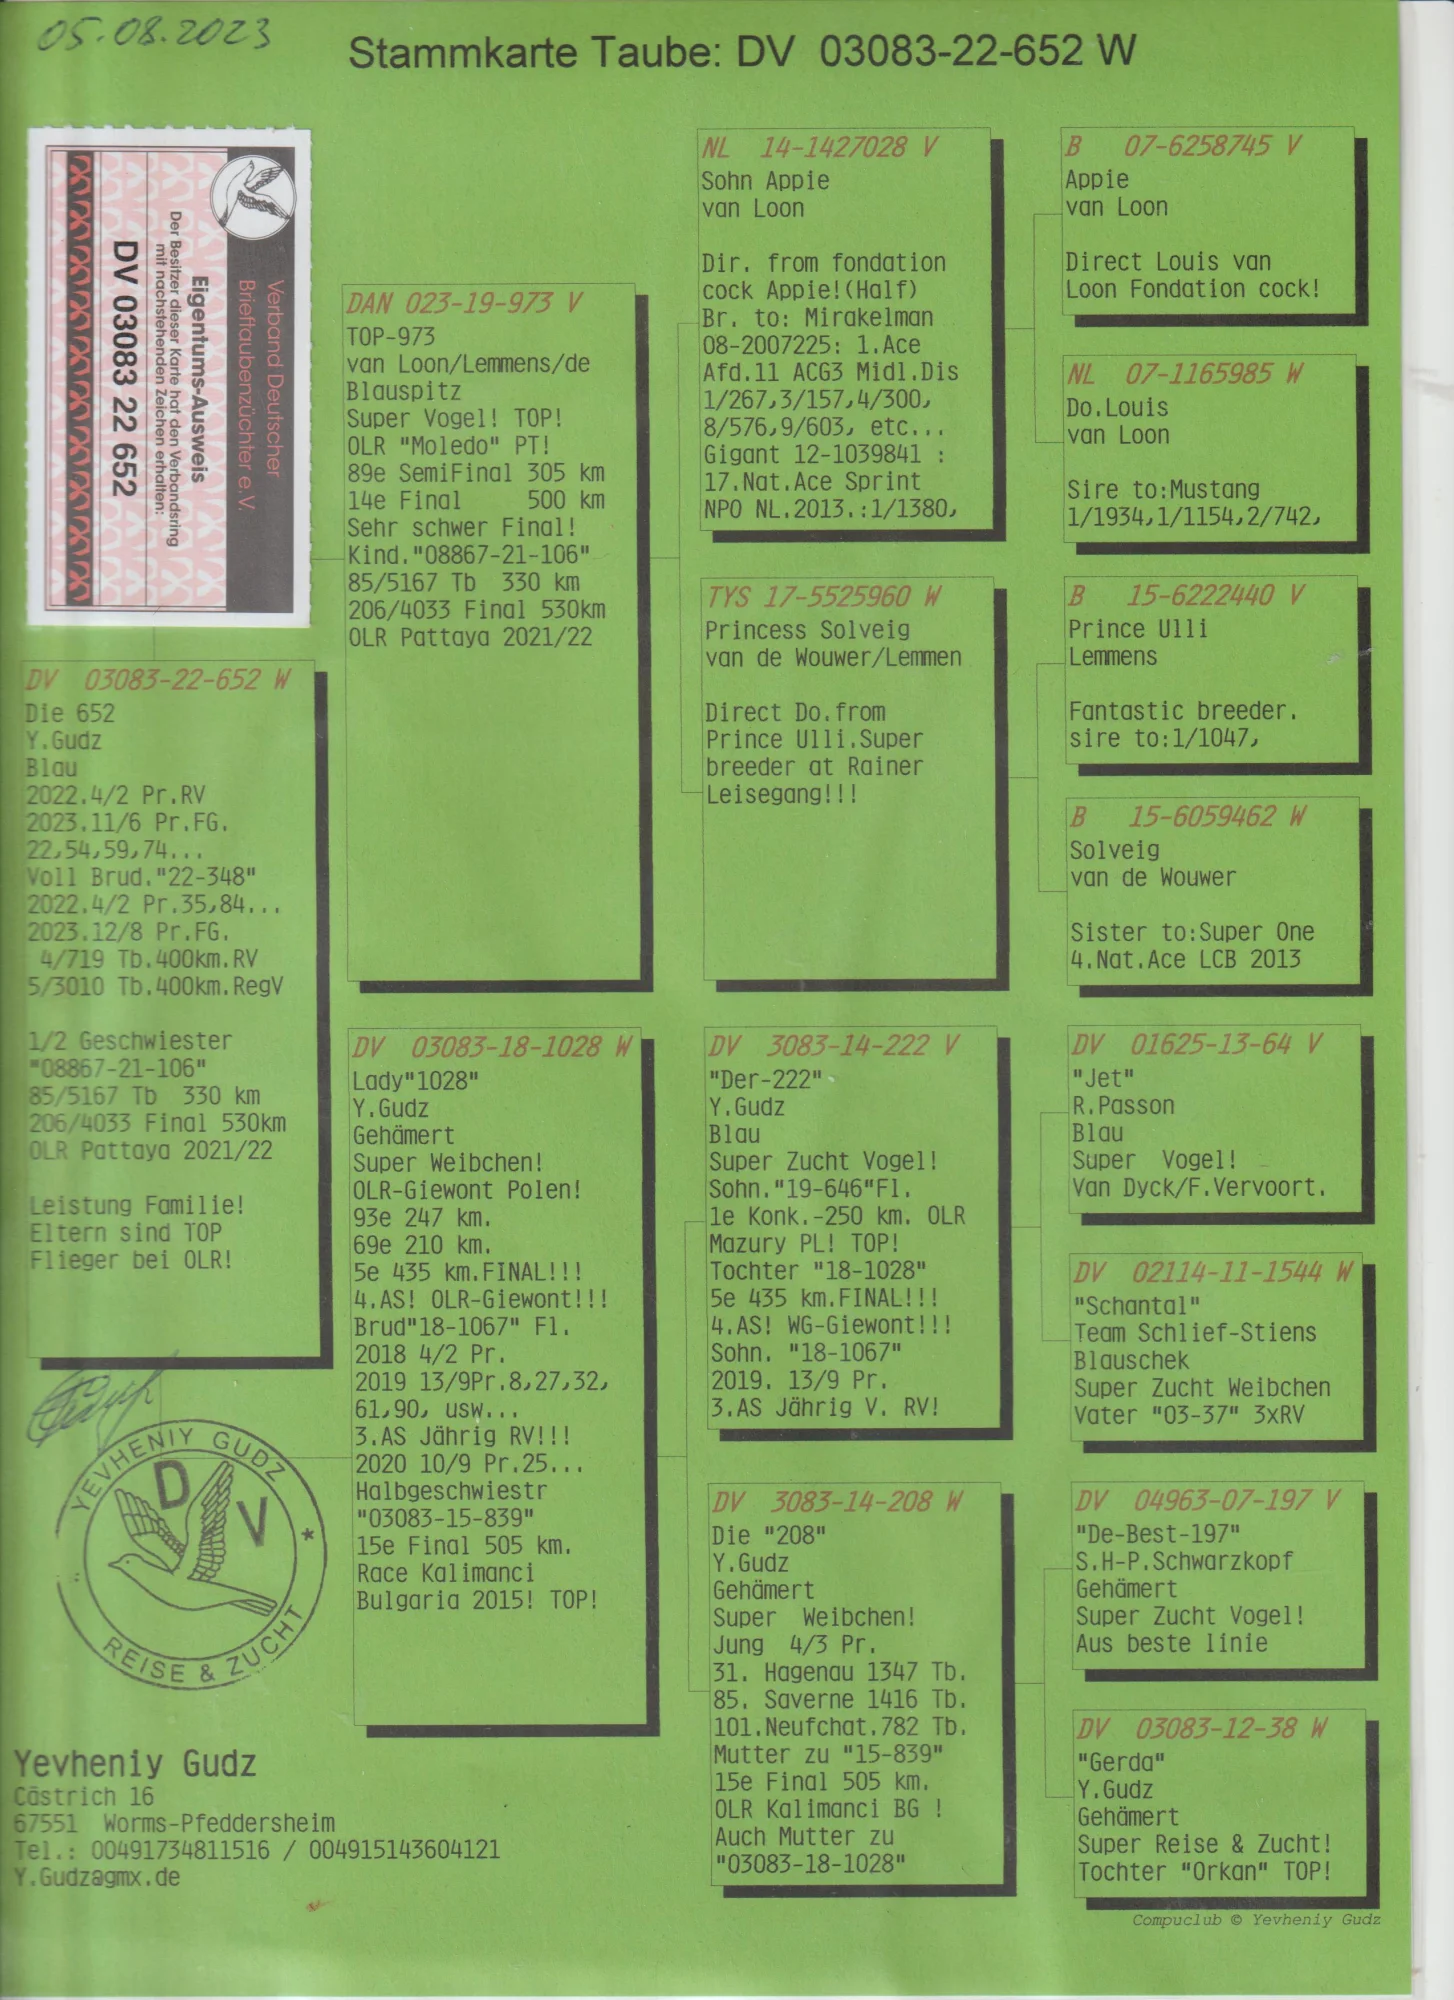 05.08.2023
Stammkarte Taube: DV 03083-22-652 W
Verband Deutscher
Brieftaubenzüchter e.V.
Eigentums-Ausweis
Der Besitzer dieser Karte hat den Verbandsring
mit nachstehenden Zeichen erhalten:
DV 03083 22 652
DV 03083-22-652 W
Die 652
Y.Gudz
Blau
2022.4/2 Pr.RV
2023.11/6 Pr.FG.
22,54,59,74...
Voll Brud."22-348"
2022.4/2 Pr.35,84...
2023.12/8 Pr.FG.
4/719 Tb.400km.RV
5/3010 Tb.400km.RegV
1/2 Geschwiester
"08867-21-106"
85/5167 Tb 330 km
206/4033 Final 530km
OLR Pattaya 2021/22
Leistung Familie!
Eltern sind TOP
Flieger bei OLR!
DAN 023-19-973 V
TOP-973
van Loon/Lemmens/de
Blauspitz
Super Vogel! TOP!
OLR "Moledo" PT!
89e SemiFinal 305 km
14e Final 500 km
Sehr schwer Final!
Kind."08867-21-106"
85/5167 Tb 330 km
206/4033 Final 530km
OLR Pattaya 2021/22
DV 03083-18-1028 W
Lady"1028"
Y.Gudz
Gehämert
Super Weibchen!
OLR-Giewont Polen!
93e 247 km.
69e 210 km.
5e 435 km.FINAL!!!
4.AS! OLR-Giewont!!!
Brud"18-1067" Fl.
2018 4/2 Pr.
2019 13/9Pr.8,27,32,
61,90, usw...
3.AS Jährig RV!!!
2020 10/9 Pr.25...
Halbgeschwiestr
"03083-15-839"
15e Final 505 km.
Race Kalimanci
Bulgaria 2015! TOP!
NL 14-1427028 V
Sohn Appie
van Loon
Dir. from fondation
cock Appie!(Half)
Br. to: Mirakelman
08-2007225: 1.Ace
Afd.11 ACG3 Midl.Dis
1/267,3/157,4/300,
8/576,9/603, etc...
Gigant 12-1039841 :
17.Nat.Ace Sprint
NPO NL.2013.:1/1380,
TYS 17-5525960 W
Princess Solveig
van de Wouwer/Lemmen
Direct Do.from
Prince Ulli.Super
breeder at Rainer
Leisegang!!!
DV 3083-14-222 V
"Der-222"
Y.Gudz
Blau
Super Zucht Vogel!
Sohn."19-646"Fl.
1e Konk.-250 km. OLR
Mazury PL! TOP!
Tochter "18-1028"
5e 435 km.FINAL!!!
4.AS! WG-Giewont!!!
Sohn. "18-1067"
2019. 13/9 Pr.
3.AS Jährig V. RV!
DV 3083-14-208 W
Die "208"
Y.Gudz
Gehämert
Super Weibchen!
Jung 4/3 Pr.
31. Hagenau 1347 Tb.
85. Saverne 1416 Tb.
101.Neufchat.782 Tb.
Mutter zu "15-839"
15e Final 505 km.
OLR Kalimanci BG !
Auch Mutter zu
"03083-18-1028"
B 07-6258745 V
Appie
van Loon
Direct Louis van
Loon Fondation cock!
NL 07-1165985 W
Do.Louis
van Loon
Sire to:Mustang
1/1934,1/1154,2/742,
B 15-6222440 V
Prince Ulli
Lemmens
Fantastic breeder.
sire to:1/1047,
B 15-6059462 W
Solveig
van de Wouwer
Sister to:Super One
4.Nat.Ace LCB 2013
DV 01625-13-64 V
"Jet"
R.Passon
Blau
Super Vogel!
Van Dyck/F.Vervoort.
DV 02114-11-1544 W
"Schantal"
Team Schlief-Stiens
Blauschek
Super Zucht Weibchen
Vater "03-37" 3xRV
DV 04963-07-197 V
"De-Best-197"
S.H-P.Schwarzkopf
Gehämert
Super Zucht Vogel!
Aus beste linie
DV 03083-12-38 W
"Gerda"
Y.Gudz
Gehämert
Super Reise & Zucht!
Tochter "Orkan" TOP!
YEVHENIY GUDZ
D V
REISE & ZUCHT
Yevheniy Gudz
Cästrich 16
67551 Worms-Pfeddersheim
Tel.: 00491734811516 / 004915143604121
Y.Gudz@gmx.de
Compuclub © Yevheniy Gudz